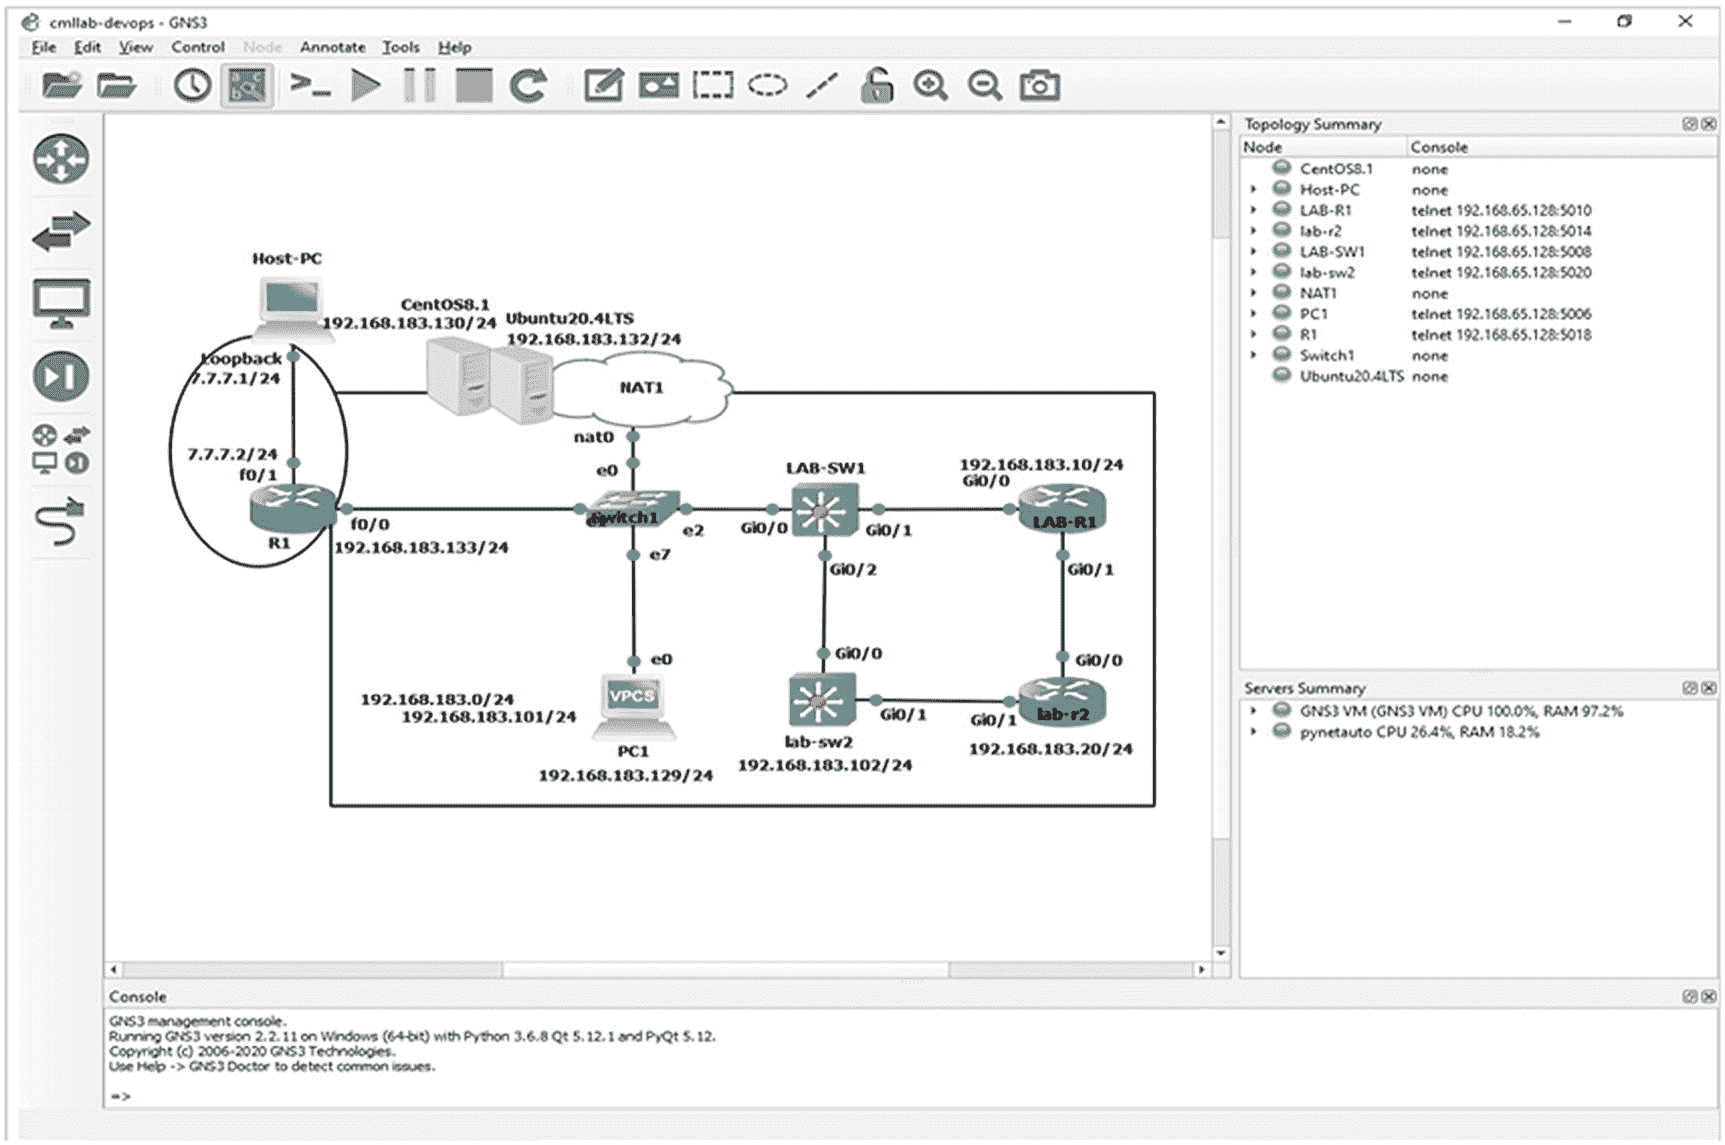 cmllab-devops - GNS3
File Edit View Control Node Annotate Tools Help
Host-PC
CentOS8.1
192.168.183.130/24
Ubuntu20.4LTS
192.168.183.132/24
Loopback
7.7.7.1/24
NAT1
nat0
7.7.7.2/24
f0/1
e0
LAB-SW1
192.168.183.10/24
Gi0/0
f0/0
Switch1
e2
Gi0/0
Gi0/1
LAB-R1
R1
192.168.183.133/24
e7
Gi0/2
Gi0/1
e0
Gi0/0
Gi0/0
VPCS
192.168.183.0/24
192.168.183.101/24
Gi0/1
Gi0/1
lab-r2
PC1
lab-sw2
192.168.183.20/24
192.168.183.129/24
192.168.183.102/24
Topology Summary
Node Console
CentOS8.1 none
Host-PC none
LAB-R1 telnet 192.168.65.128:5010
lab-r2 telnet 192.168.65.128:5014
LAB-SW1 telnet 192.168.65.128:5008
lab-sw2 telnet 192.168.65.128:5020
NAT1 none
PC1 telnet 192.168.65.128:5006
R1 telnet 192.168.65.128:5018
Switch1 none
Ubuntu20.4LTS none
Servers Summary
GNS3 VM (GNS3 VM) CPU 100.0%, RAM 97.2%
pynetauto CPU 26.4%, RAM 18.2%
Console
GNS3 management console.
Running GNS3 version 2.2.11 on Windows (64-bit) with Python 3.6.8 Qt 5.12.1 and PyQt 5.12.
Copyright (c) 2006-2020 GNS3 Technologies.
Use Help -> GNS3 Doctor to detect common issues.
=>